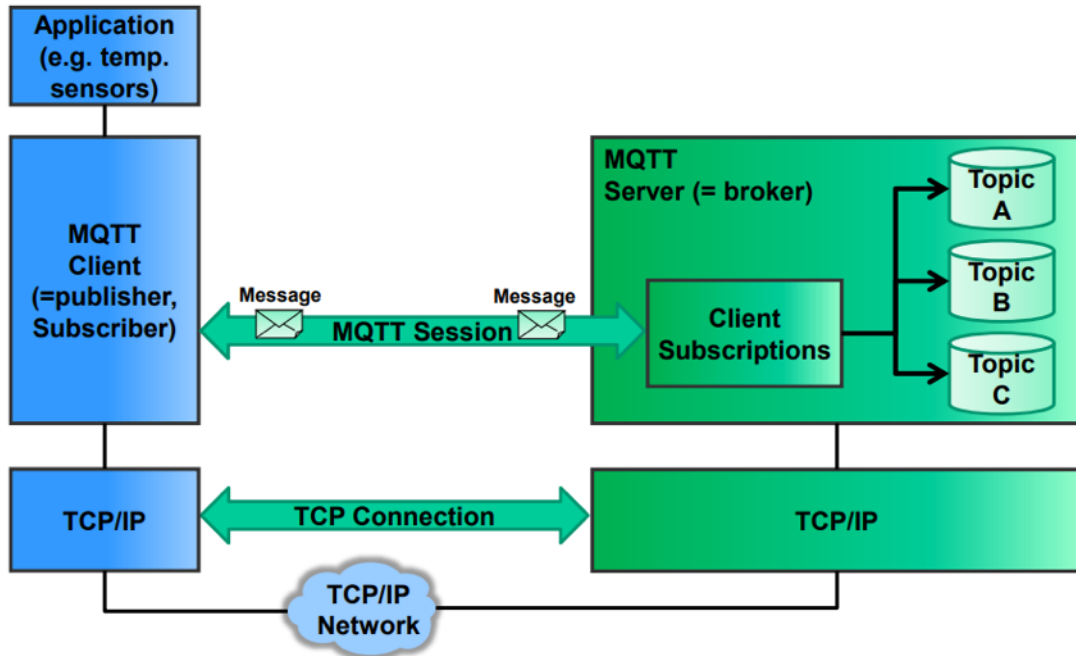 Application
(e.g. temp.
sensors)
MQTT
Client
(=publisher,
Subscriber)
Message
Message
MQTT Session
MQTT
Server (= broker)
Client
Subscriptions
Topic
A
Topic
B
Topic
C
TCP/IP
TCP Connection
TCP/IP
TCP/IP
Network